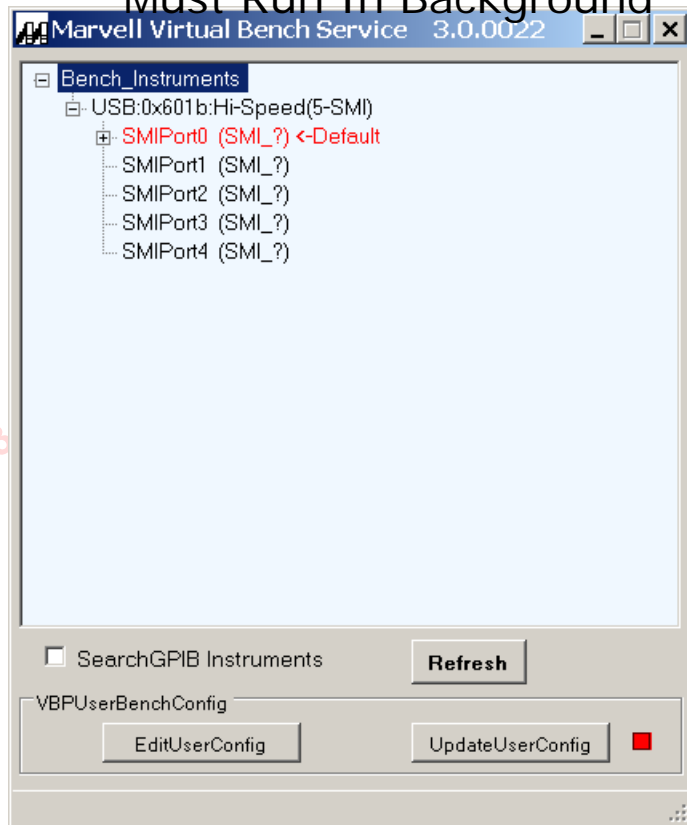 Must Run In Background
Marvell Virtual Bench Service 3.0.0022
Bench_Instruments
USB:0x601b:Hi-Speed(5-SMI)
SMIPort0 (SMI_?) <-Default
SMIPort1 (SMI_?)
SMIPort2 (SMI_?)
SMIPort3 (SMI_?)
SMIPort4 (SMI_?)
SearchGPIB Instruments
Refresh
VBPUserBenchConfig
EditUserConfig
UpdateUserConfig